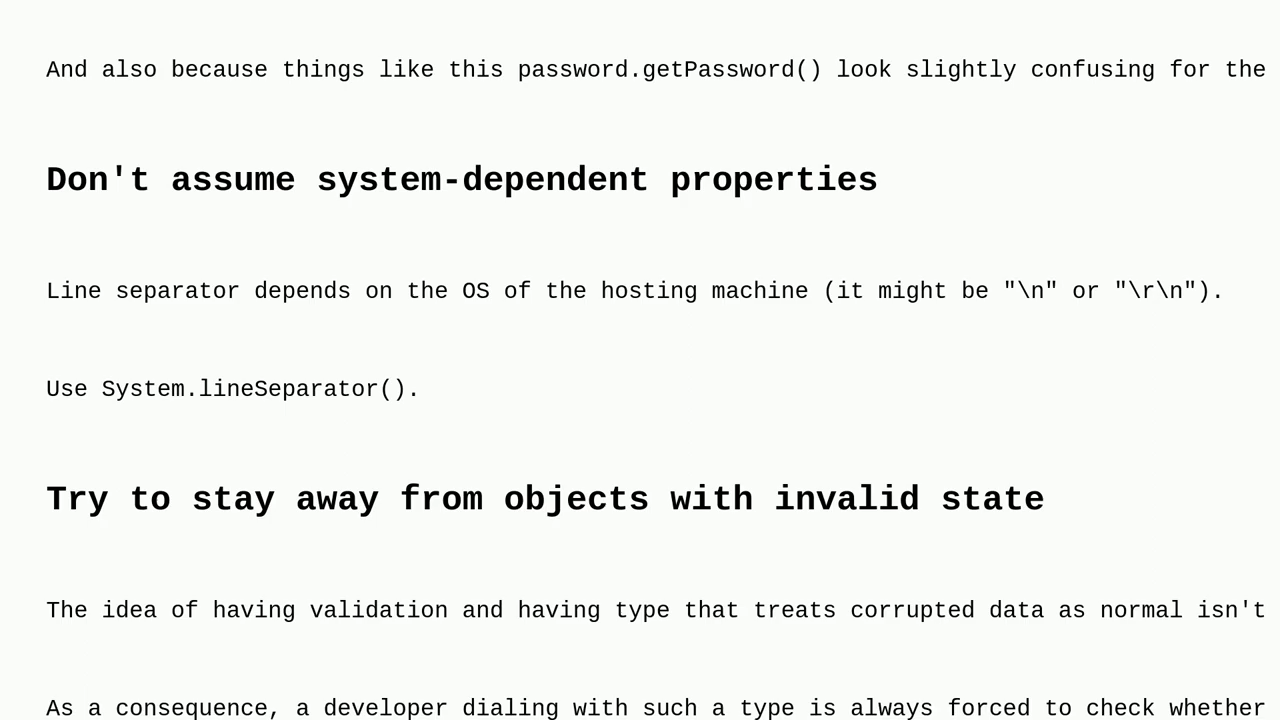 And also because things like this password.getPassword() look slightly confusing for the
Don't assume system-dependent properties
Line separator depends on the OS of the hosting machine (it might be "\n" or "\r\n").
Use System.lineSeparator().
Try to stay away from objects with invalid state
The idea of having validation and having type that treats corrupted data as normal isn't
As a consequence, a developer dialing with such a type is always forced to check whether